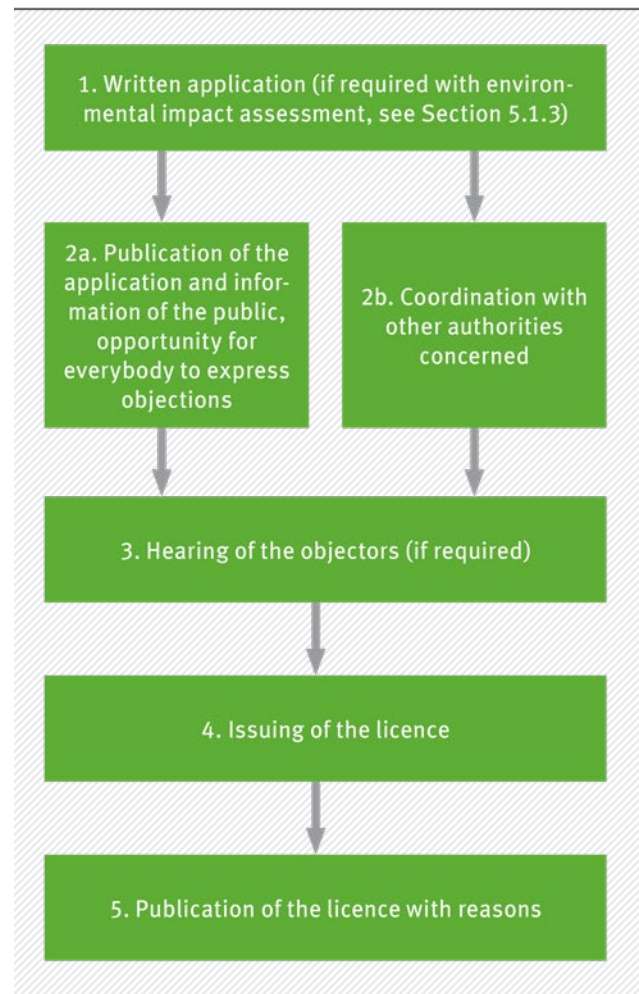 1. Written application (if required with environ-
mental impact assessment, see Section 5.1.3)
2a. Publication of the
application and infor-
mation of the public,
opportunity for
everybody to express
objections
2b. Coordination with
other authorities
concerned
3. Hearing of the objectors (if required)
4. Issuing of the licence
5. Publication of the licence with reasons